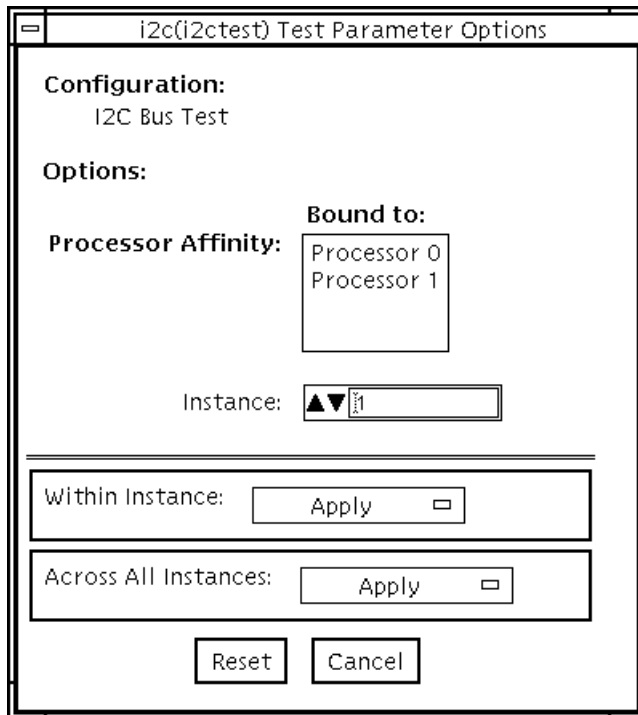 i2c(i2ctest) Test Parameter Options
Configuration:
I2C Bus Test
Options:
Bound to:
Processor Affinity:
Processor 0
Processor 1
Instance: 1
Within Instance: Apply
Across All Instances: Apply
Reset Cancel